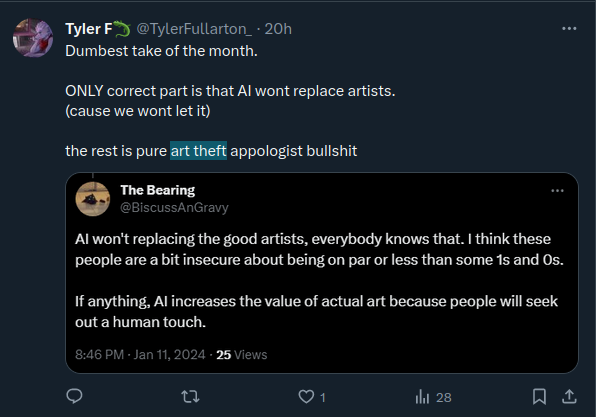 Tyler F🦎 @TylerFullarton_ · 20h
Dumbest take of the month.
ONLY correct part is that AI wont replace artists.
(cause we wont let it)
the rest is pure art theft appologist bullshit
The Bearing
@BiscussAnGravy
AI won't replacing the good artists, everybody knows that. I think these
people are a bit insecure about being on par or less than some 1s and 0s.
If anything, AI increases the value of actual art because people will seek
out a human touch.
8:46 PM · Jan 11, 2024 · 25 Views
1 28